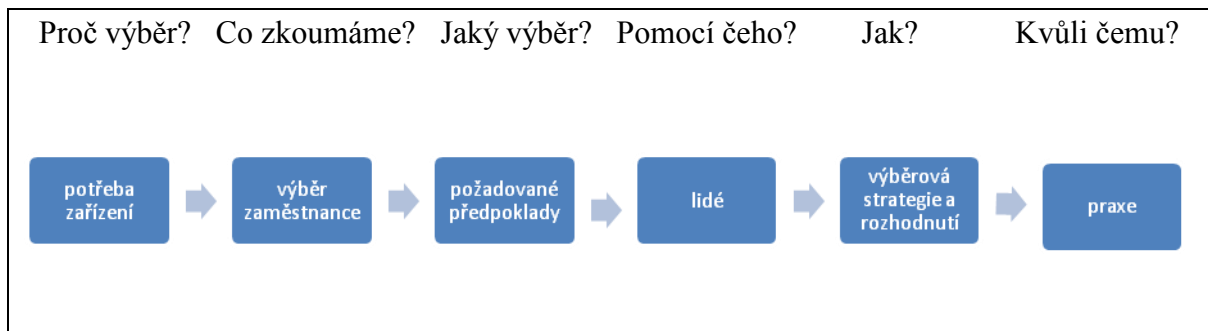 Proč výběr? Co zkoumáme? Jaký výběr? Pomocí čeho? Jak? Kvůli čemu?
potřeba
zařízení
výběr
zaměstnance
požadované
předpoklady
lidé
výběrová
strategie a
rozhodnutí
praxe